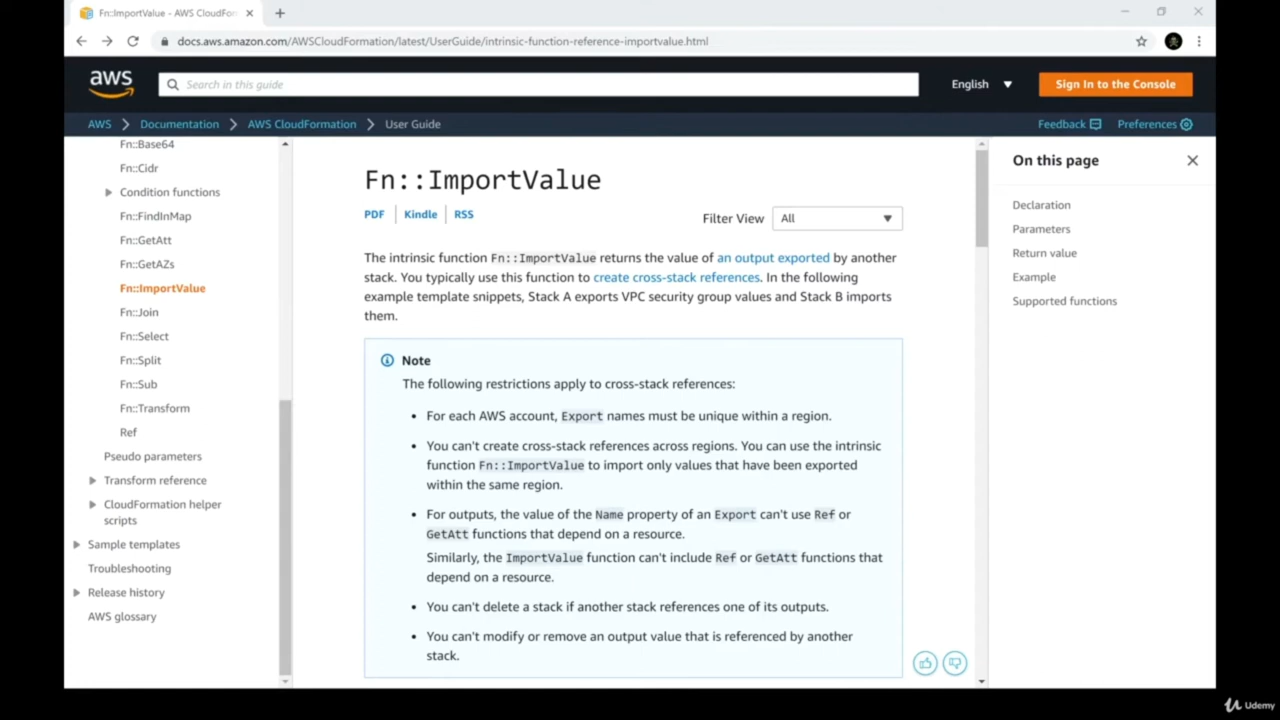 Fn::ImportValue - AWS CloudFor
docs.aws.amazon.com/AWSCloudFormation/latest/UserGuide/intrinsic-function-reference-importvalue.html
aws
Search in this guide
English
Sign In to the Console
AWS
Documentation
AWS CloudFormation
User Guide
Feedback
Preferences
Fn::Base64
Fn::Cidr
Condition functions
Fn::FindInMap
Fn::GetAtt
Fn::GetAZs
Fn::ImportValue
Fn::Join
Fn::Select
Fn::Split
Fn::Sub
Fn::Transform
Ref
Pseudo parameters
Transform reference
CloudFormation helper
scripts
Sample templates
Troubleshooting
Release history
AWS glossary
Fn::ImportValue
PDF
Kindle
RSS
Filter View
All
The intrinsic function Fn::ImportValue returns the value of an output exported by another
stack. You typically use this function to create cross-stack references. In the following
example template snippets, Stack A exports VPC security group values and Stack B imports
them.
Note
The following restrictions apply to cross-stack references:
• For each AWS account, Export names must be unique within a region.
• You can't create cross-stack references across regions. You can use the intrinsic
function Fn::ImportValue to import only values that have been exported
within the same region.
• For outputs, the value of the Name property of an Export can't use Ref or
GetAtt functions that depend on a resource.
Similarly, the ImportValue function can't include Ref or GetAtt functions that
depend on a resource.
• You can't delete a stack if another stack references one of its outputs.
• You can't modify or remove an output value that is referenced by another
stack.
On this page
Declaration
Parameters
Return value
Example
Supported functions
Udemy